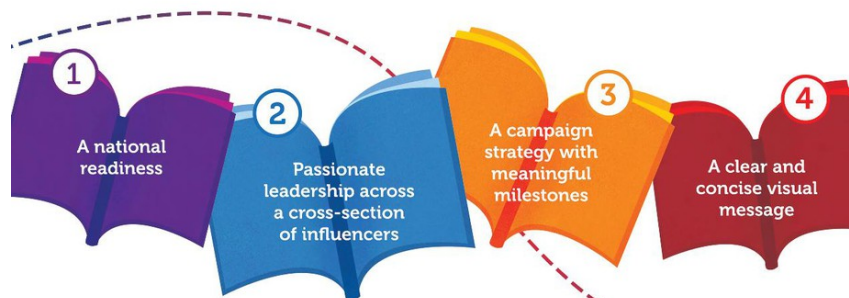 1
A national
readiness
2
Passionate
leadership across
a cross-section
of influencers
3
A campaign
strategy with
meaningful
milestones
4
A clear and
concise visual
message